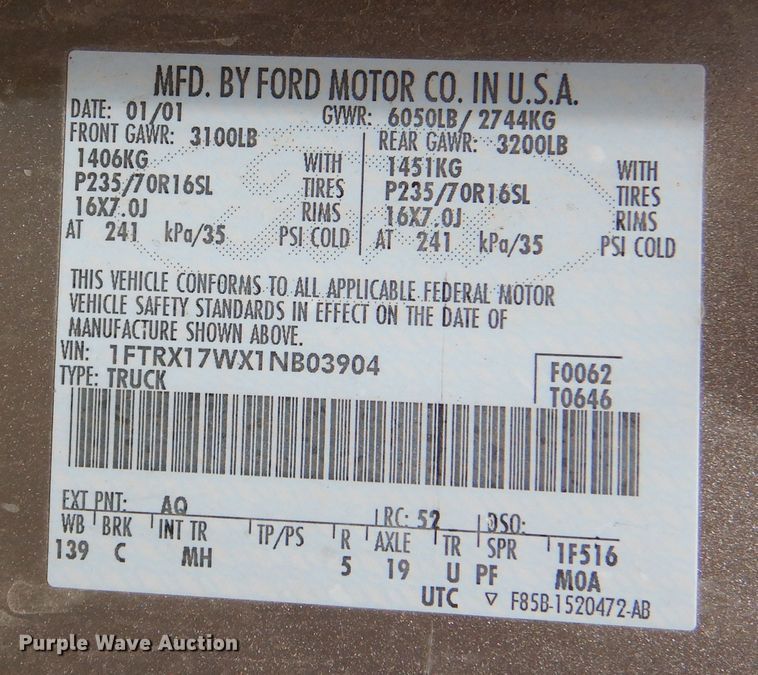 MFD. BY FORD MOTOR CO. IN U.S.A.
DATE: 01/01 GVWR: 6050LB/ 2744KG
FRONT GAWR: 3100LB REAR GAWR: 3200LB
1406KG WITH 1451KG WITH
P235/70R16SL TIRES P235/70R16SL TIRES
16X7.0J RIMS 16X7.0J RIMS
AT 241 kPa/35 PSI COLD AT 241 kPa/35 PSI COLD
THIS VEHICLE CONFORMS TO ALL APPLICABLE FEDERAL MOTOR
VEHICLE SAFETY STANDARDS IN EFFECT ON THE DATE OF
MANUFACTURE SHOWN ABOVE.
VIN: 1FTRX17WX1NB03904 F0062
TYPE: TRUCK T0646
EXT PNT: AQ RC: 52 DSO:
WB BRK INT TR TP/PS R AXLE TR SPR 1F516
139 C MH 5 19 U PF MOA
UTC ▽ F85B-1520472-AB
Purple Wave Auction